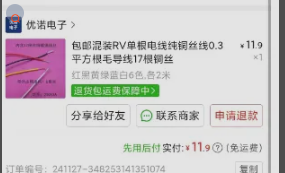 优诺电子 >
包邮混装RV单根电线纯铜丝线0.3 ¥11.9
平方根毛导线17根铜丝 ×1
红黑黄绿蓝白6色,各2米
退货包运费保障中>
分享给好友 联系商家 申请退款
先用后付 实付: ¥11.9 (免运费)
订单编号: 241127-348253141351074 复制